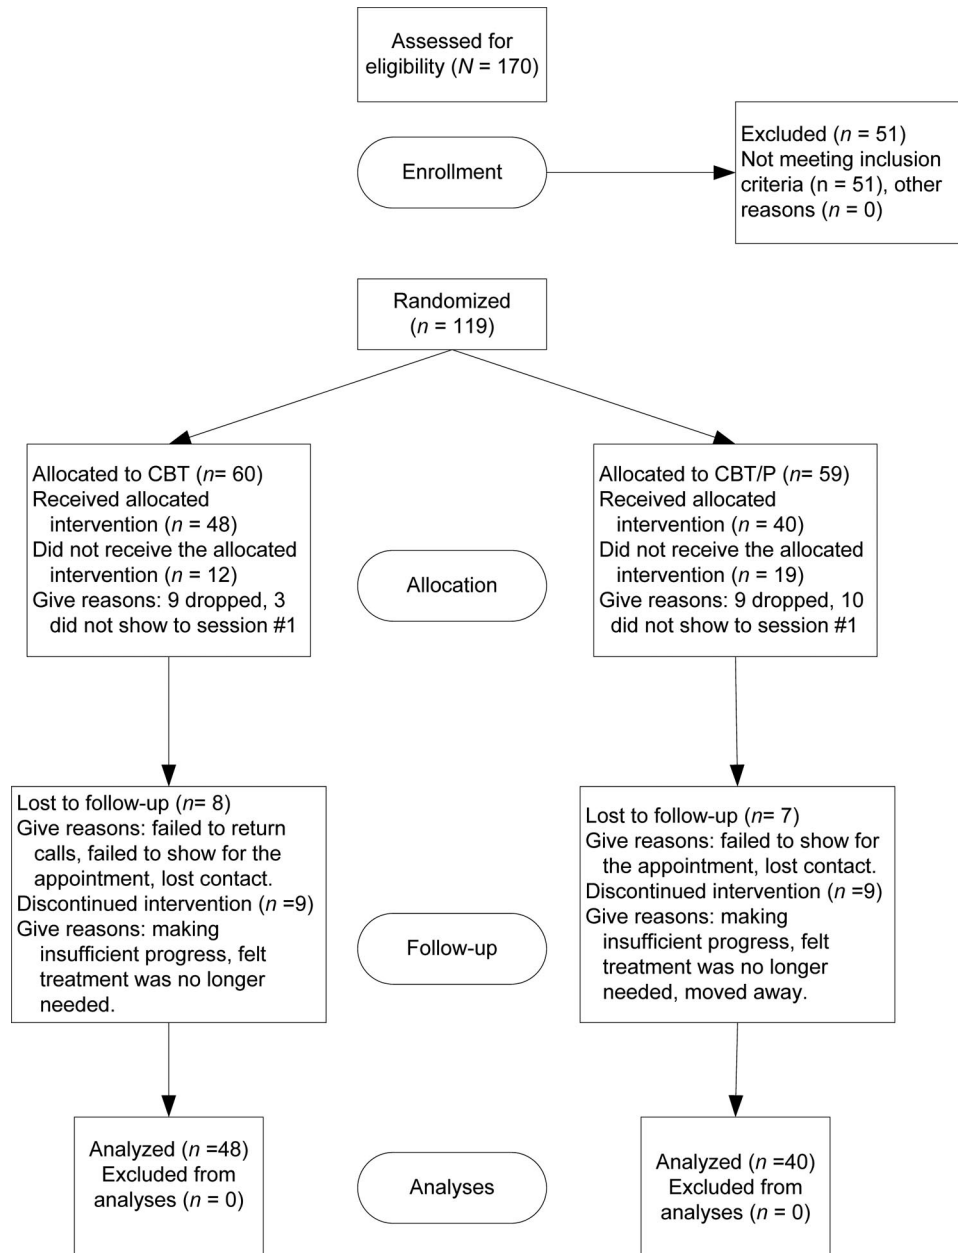 Assessed for
eligibility (N = 170)
Enrollment
Excluded (n = 51)
Not meeting inclusion
criteria (n = 51), other
reasons (n = 0)
Randomized
(n = 119)
Allocated to CBT (n= 60)
Received allocated
intervention (n = 48)
Did not receive the allocated
intervention (n = 12)
Give reasons: 9 dropped, 3
did not show to session #1
Allocation
Allocated to CBT/P (n= 59)
Received allocated
intervention (n = 40)
Did not receive the allocated
intervention (n = 19)
Give reasons: 9 dropped, 10
did not show to session #1
Lost to follow-up (n= 8)
Give reasons: failed to return
calls, failed to show for the
appointment, lost contact.
Discontinued intervention (n =9)
Give reasons: making
insufficient progress, felt
treatment was no longer
needed.
Follow-up
Lost to follow-up (n= 7)
Give reasons: failed to show for
the appointment, lost contact.
Discontinued intervention (n =9)
Give reasons: making
insufficient progress, felt
treatment was no longer
needed, moved away.
Analyzed (n =48)
Excluded from
analyses (n = 0)
Analyses
Analyzed (n =40)
Excluded from
analyses (n = 0)